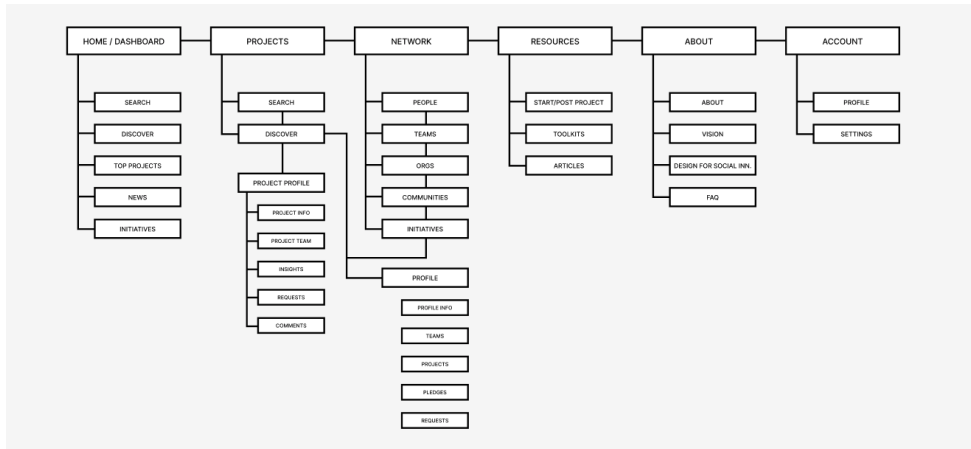 HOME / DASHBOARD
PROJECTS
NETWORK
RESOURCES
ABOUT
ACCOUNT
SEARCH
DISCOVER
TOP PROJECTS
NEWS
INITIATIVES
SEARCH
DISCOVER
PROJECT PROFILE
PROJECT INFO
PROJECT TEAM
INSIGHTS
REQUESTS
COMMENTS
PEOPLE
TEAMS
ORGS
COMMUNITIES
INITIATIVES
PROFILE
PROFILE INFO
TEAMS
PROJECTS
PLEDGES
REQUESTS
START/POST PROJECT
TOOLKITS
ARTICLES
ABOUT
VISION
DESIGN FOR SOCIAL INN.
FAQ
PROFILE
SETTINGS